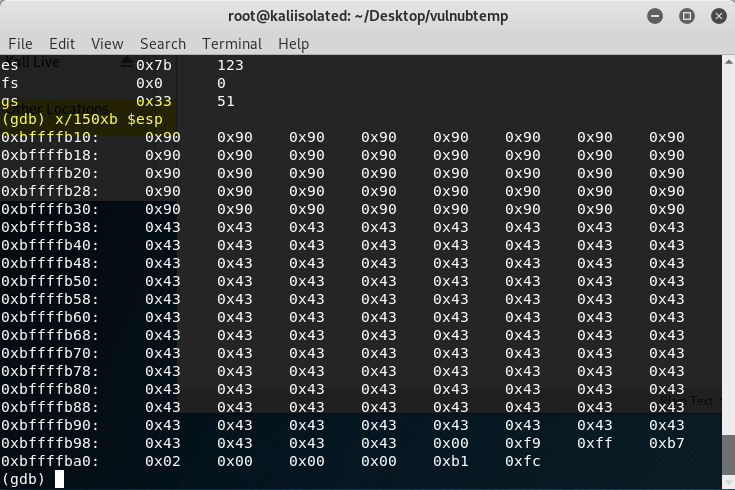 root@kaliisolated: ~/Desktop/vulnubtemp
File Edit View Search Terminal Help
es 0x7b 123
Kali Live
fs 0x0 0
gs 0x33 51
Other Locations
(gdb) x/150xb $esp
0xbffffb10: 0x90 0x90 0x90 0x90 0x90 0x90 0x90 0x90
0xbffffb18: 0x90 0x90 0x90 0x90 0x90 0x90 0x90 0x90
0xbffffb20: 0x90 0x90 0x90 0x90 0x90 0x90 0x90 0x90
0xbffffb28: 0x90 0x90 0x90 0x90 0x90 0x90 0x90 0x90
0xbffffb30: 0x90 0x90 0x90 0x90 0x90 0x90 0x90 0x90
0xbffffb38: 0x43 0x43 0x43 0x43 0x43 0x43 0x43 0x43
0xbffffb40: 0x43 0x43 0x43 0x43 0x43 0x43 0x43 0x43
0xbffffb48: 0x43 0x43 0x43 0x43 0x43 0x43 0x43 0x43
0xbffffb50: 0x43 0x43 0x43 0x43 0x43 0x43 0x43 0x43
0xbffffb58: 0x43 0x43 0x43 0x43 0x43 0x43 0x43 0x43
0xbffffb60: 0x43 0x43 0x43 0x43 0x43 0x43 0x43 0x43
0xbffffb68: 0x43 0x43 0x43 0x43 0x43 0x43 0x43 0x43
0xbffffb70: 0x43 0x43 0x43 0x43 0x43 0x43 0x43 0x43
0xbffffb78: 0x43 0x43 0x43 0x43 0x43 0x43 0x43 0x43
0xbffffb80: 0x43 0x43 0x43 0x43 0x43 0x43 0x43 0x43
0xbffffb88: 0x43 0x43 0x43 0x43 0x43 0x43 0x43 0x43
Plain Text
0xbffffb90: 0x43 0x43 0x43 0x43 0x43 0x43 0x43 0x43
0xbffffb98: 0x43 0x43 0x43 0x43 0x00 0xf9 0xff 0xb7
0xbffffba0: 0x02 0x00 0x00 0x00 0xb1 0xfc
(gdb)